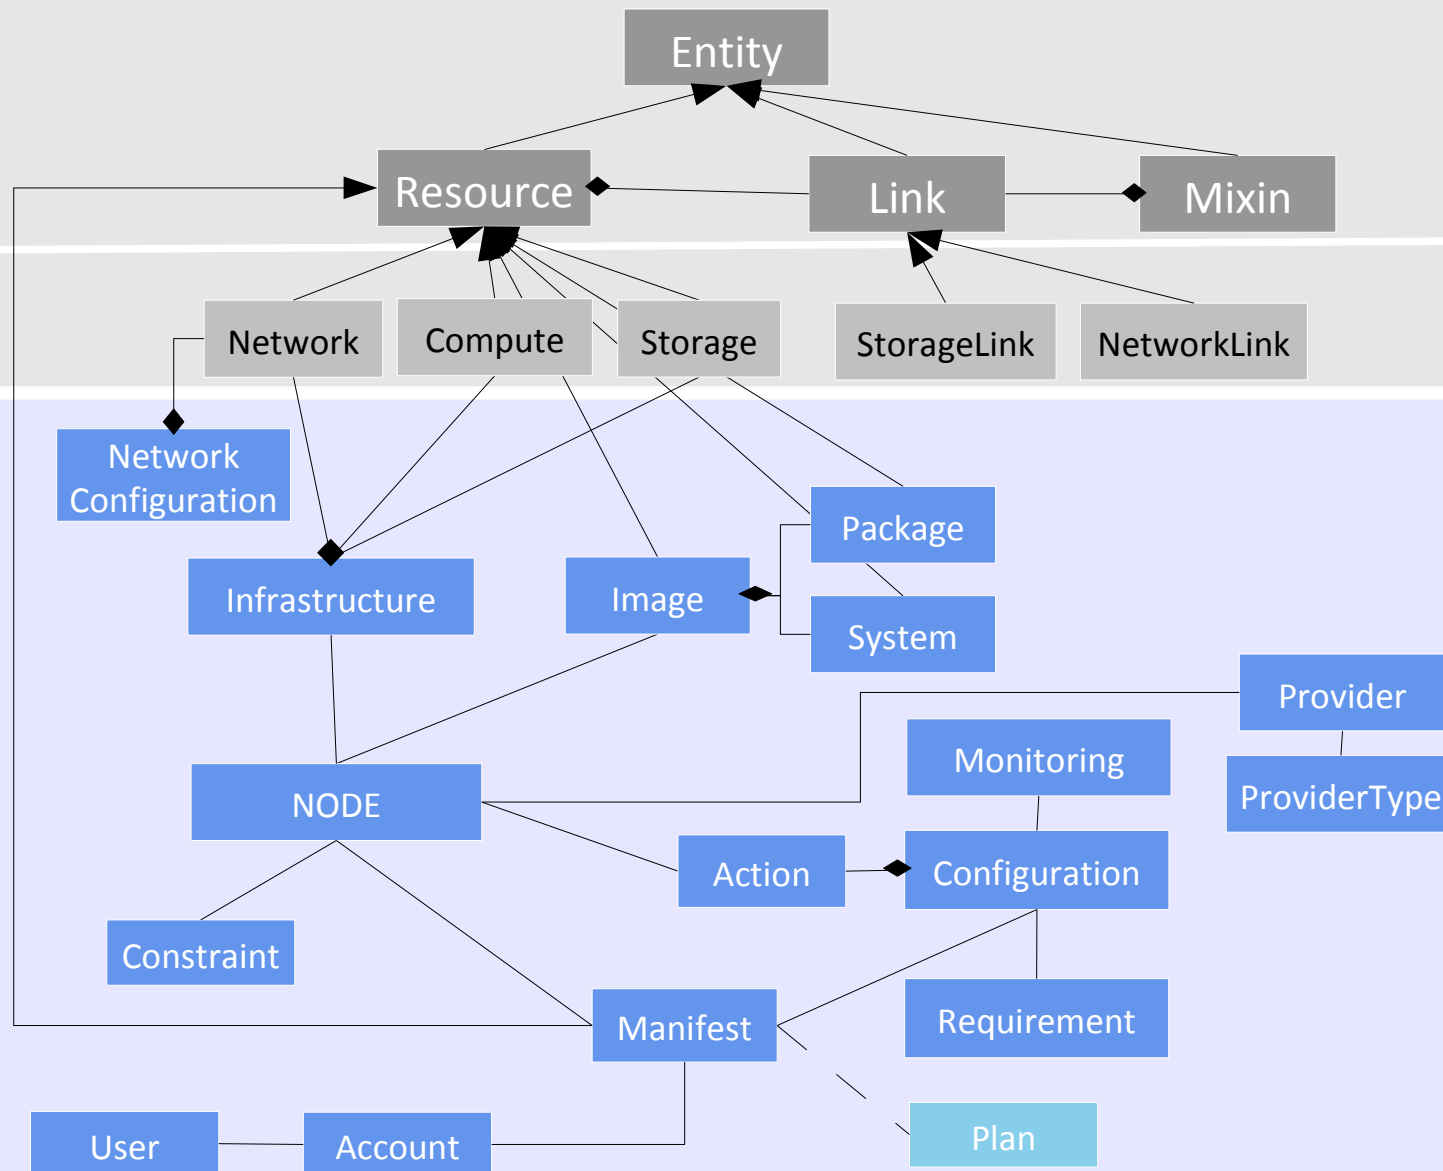 Entity
Resource
Link
Mixin
Network
Compute
Storage
StorageLink
NetworkLink
Network
Configuration
Package
Infrastructure
Image
System
Provider
Monitoring
NODE
ProviderType
Action
Configuration
Constraint
Manifest
Requirement
User
Account
Plan